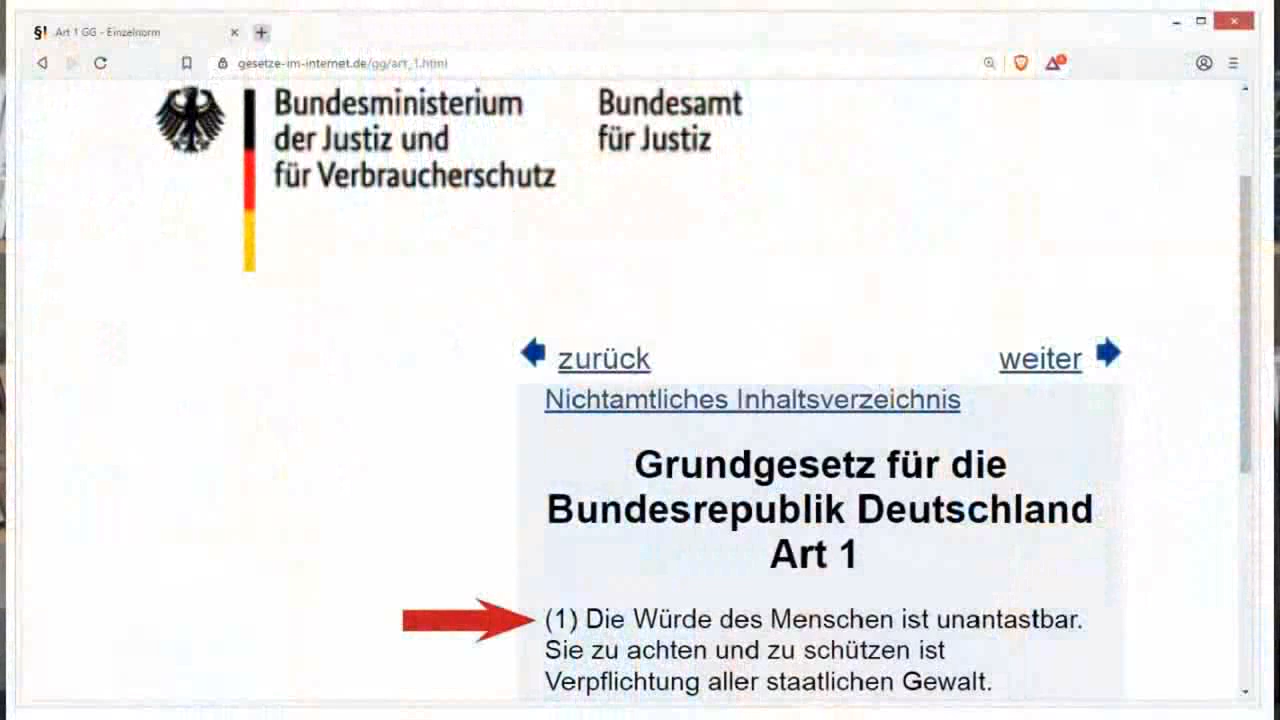 §! Art 1 GG - Einzelnorm
gesetze-im-internet.de/gg/art_1.html
Bundesministerium
der Justiz und
für Verbraucherschutz
Bundesamt
für Justiz
zurück
weiter
Nichtamtliches Inhaltsverzeichnis
Grundgesetz für die
Bundesrepublik Deutschland
Art 1
(1) Die Würde des Menschen ist unantastbar.
Sie zu achten und zu schützen ist
Verpflichtung aller staatlichen Gewalt.